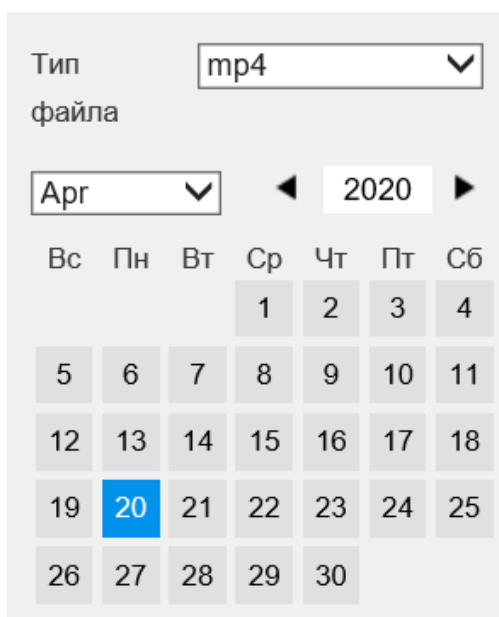 Тип mp4
файла
Apr 2020
Вс Пн Вт Ср Чт Пт Сб
1 2 3 4
5 6 7 8 9 10 11
12 13 14 15 16 17 18
19 20 21 22 23 24 25
26 27 28 29 30